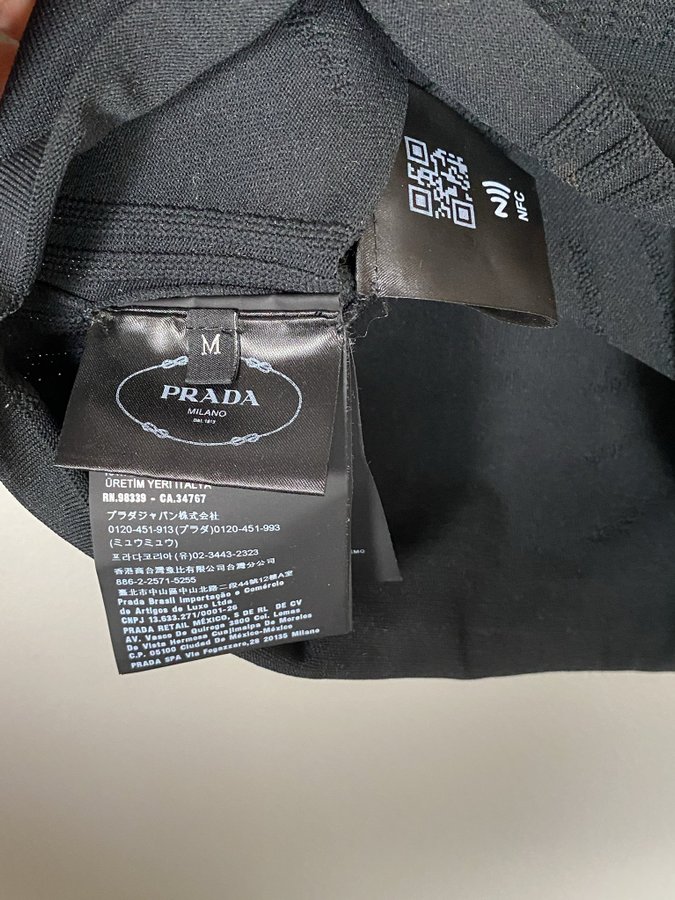 NFC
M
PRADA
MILANO
DAL 1913
ÜRETİM YERİ İTALYA
RN.98339 - CA.34767
プラダジャパン株式会社
0120-451-913(プラダ) 0120-451-993
(ミュウミュウ)
프라다코리아(유)02-3443-2323
香港商台灣魚比有限公司台灣分公司
886-2-2571-5255
臺北市中山區中山北路二段44號12樓A室
Prada Brasil Importação e Comércio
de Artigos de Luxo Ltda
CNPJ 13.633.271/0001-26
PRADA RETAIL MÉXICO, S DE RL DE CV
AV. Vasco De Quiroga 3800 Col. Lomas
De Vista Hermosa Cuajimalpa De Morelos
C.P. 05100 Ciudad De México-México
PRADA SPA Via Fogazzaro,28 20135 Milano